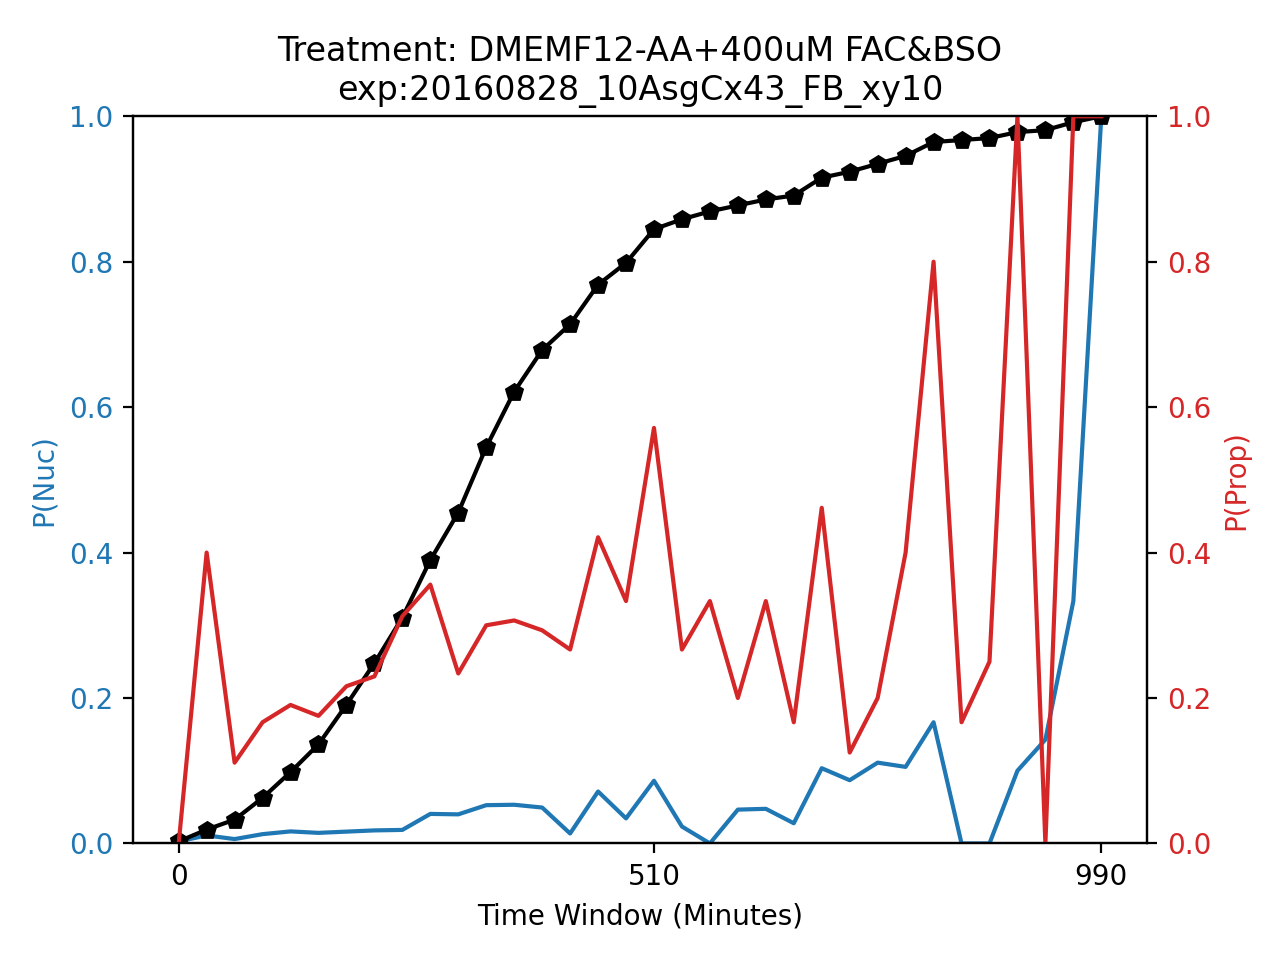 Treatment: DMEMF12-AA+400uM FAC&BSO
exp:20160828_10AsgCx43_FB_xy10
1.0
0.8
0.6
0.4
0.2
0.0
P(Nuc)
1.0
0.8
0.6
0.4
0.2
0.0
P(Prop)
0 510 990
Time Window (Minutes)